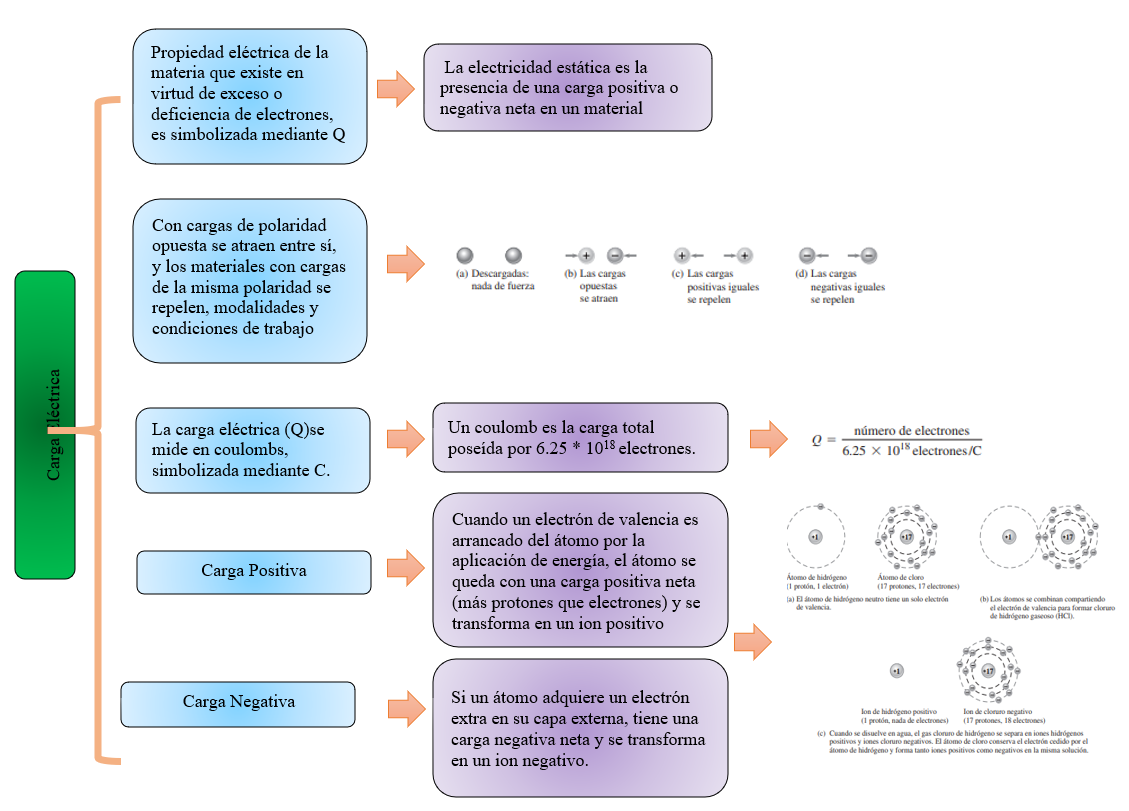 Carga Eléctrica
Propiedad eléctrica de la
materia que existe en
virtud de exceso o
deficiencia de electrones,
es simbolizada mediante Q
La electricidad estática es la
presencia de una carga positiva o
negativa neta en un material
Con cargas de polaridad
opuesta se atraen entre sí,
y los materiales con cargas
de la misma polaridad se
repelen, modalidades y
condiciones de trabajo
+ − + + − −
(a) Descargadas:
nada de fuerza
(b) Las cargas
opuestas
se atraen
(c) Las cargas
positivas iguales
se repelen
(d) Las cargas
negativas iguales
se repelen
La carga eléctrica (Q)se
mide en coulombs,
simbolizada mediante C.
Un coulomb es la carga total
poseída por 6.25 * 10¹⁸ electrones.
Q = número de electrones
6.25 × 10¹⁸ electrones/C
Carga Positiva
Cuando un electrón de valencia es
arrancado del átomo por la
aplicación de energía, el átomo se
queda con una carga positiva neta
(más protones que electrones) y se
transforma en un ion positivo
Carga Negativa
Si un átomo adquiere un electrón
extra en su capa externa, tiene una
carga negativa neta y se transforma
en un ion negativo.
+1 +17 +1 +17
Átomo de hidrógeno
(1 protón, 1 electrón)
Átomo de cloro
(17 protones, 17 electrones)
(a) El átomo de hidrógeno neutro tiene un solo electrón
de valencia.
(b) Los átomos se combinan compartiendo
el electrón de valencia para formar cloruro
de hidrógeno gaseoso (HCl).
+1 +17
Ion de hidrógeno positivo
(1 protón, nada de electrones)
Ion de cloruro negativo
(17 protones, 18 electrones)
(c) Cuando se disuelve en agua, el gas cloruro de hidrógeno se separa en iones hidrógenos
positivos y iones cloruro negativos. El átomo de cloro conserva el electrón cedido por el
átomo de hidrógeno y forma tanto iones positivos como negativos en la misma solución.